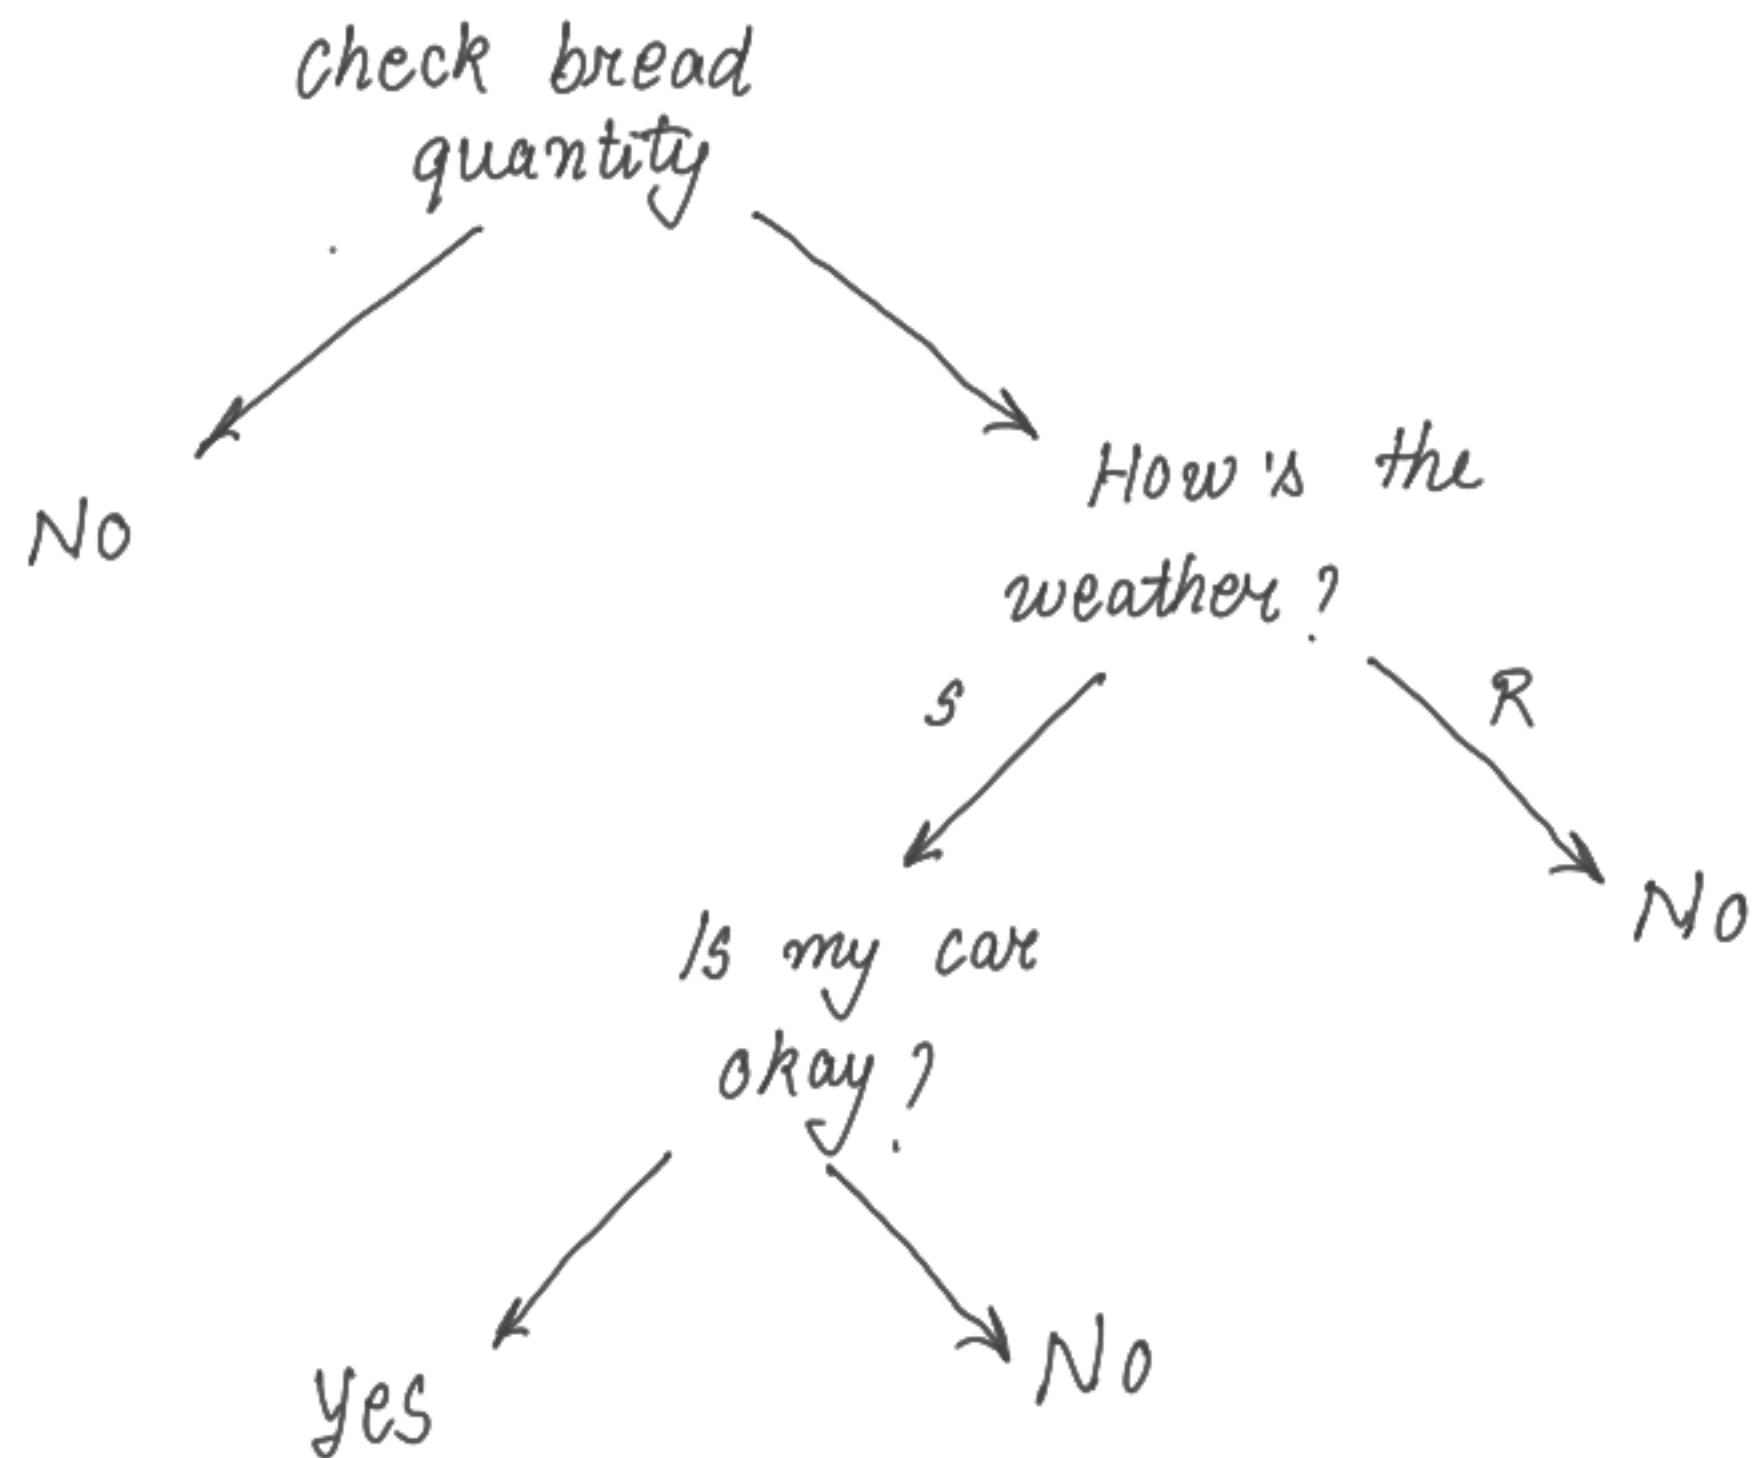 check bread
quantity
No
How's the
weather?
S
R
Is my car
okay?
No
Yes
No